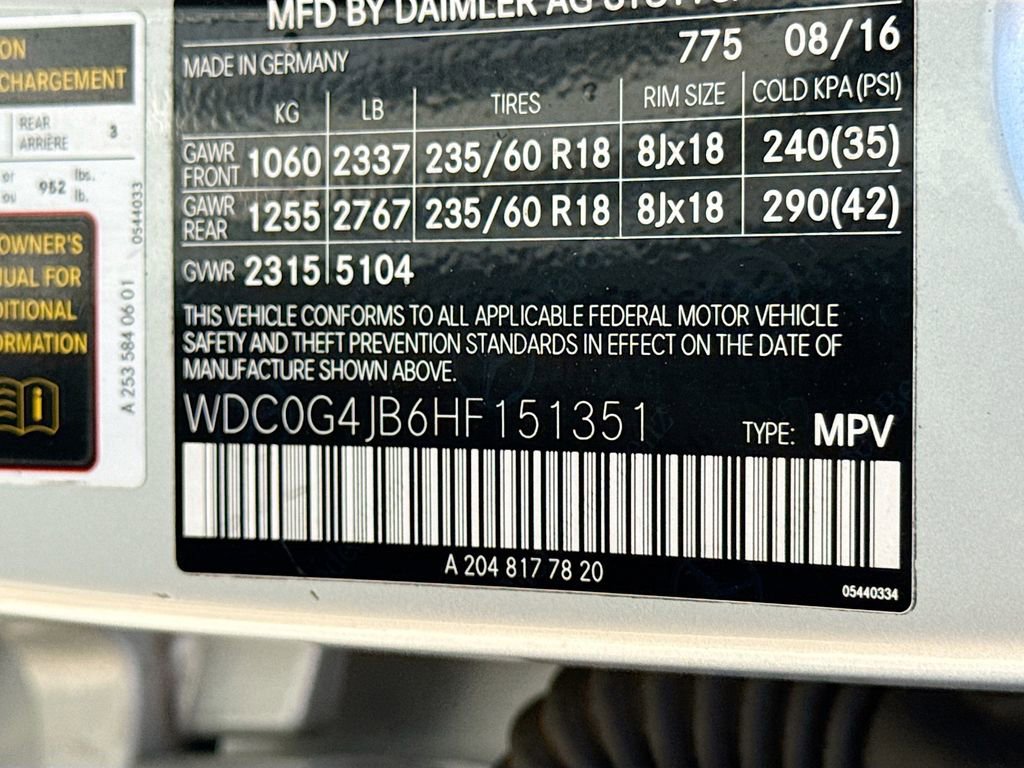 MFD BY DAIMLER AG
MADE IN GERMANY
775 08/16
KG LB TIRES RIM SIZE COLD KPA (PSI)
GAWR FRONT 1060 2337 235/60 R18 8Jx18 240(35)
GAWR REAR 1255 2767 235/60 R18 8Jx18 290(42)
GVWR 2315 5104
THIS VEHICLE CONFORMS TO ALL APPLICABLE FEDERAL MOTOR VEHICLE
SAFETY AND THEFT PREVENTION STANDARDS IN EFFECT ON THE DATE OF
MANUFACTURE SHOWN ABOVE.
WDC0G4JB6HF151351
TYPE: MPV
A 204 817 78 20
05440334
ON
CHARGEMENT
REAR
ARRIÈRE
3
or
ou
952
lbs.
lb.
OWNER'S
UAL FOR
DITIONAL
ORMATION
i
0544033
A 253 584 06 01